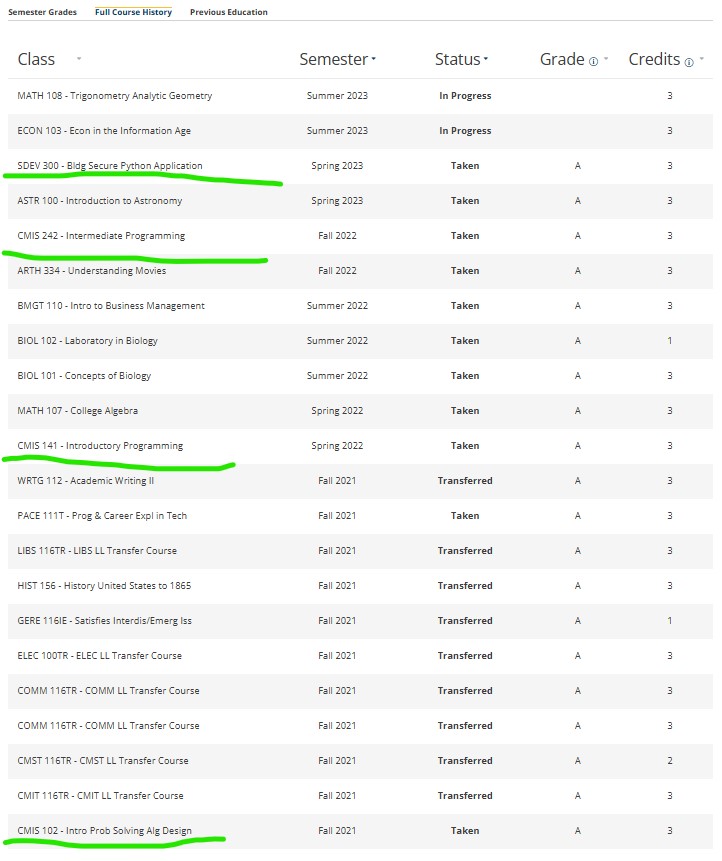 Semester Grades Full Course History Previous Education
Class Semester Status Grade Credits
MATH 108 - Trigonometry Analytic Geometry Summer 2023 In Progress 3
ECON 103 - Econ in the Information Age Summer 2023 In Progress 3
SDEV 300 - Bldg Secure Python Application Spring 2023 Taken A 3
ASTR 100 - Introduction to Astronomy Spring 2023 Taken A 3
CMIS 242 - Intermediate Programming Fall 2022 Taken A 3
ARTH 334 - Understanding Movies Fall 2022 Taken A 3
BMGT 110 - Intro to Business Management Summer 2022 Taken A 3
BIOL 102 - Laboratory in Biology Summer 2022 Taken A 1
BIOL 101 - Concepts of Biology Summer 2022 Taken A 3
MATH 107 - College Algebra Spring 2022 Taken A 3
CMIS 141 - Introductory Programming Spring 2022 Taken A 3
WRTG 112 - Academic Writing II Fall 2021 Transferred A 3
PACE 111T - Prog & Career Expl in Tech Fall 2021 Taken A 3
LIBS 116TR - LIBS LL Transfer Course Fall 2021 Transferred A 3
HIST 156 - History United States to 1865 Fall 2021 Transferred A 3
GERE 116IE - Satisfies Interdis/Emerg Iss Fall 2021 Transferred A 1
ELEC 100TR - ELEC LL Transfer Course Fall 2021 Transferred A 3
COMM 116TR - COMM LL Transfer Course Fall 2021 Transferred A 3
COMM 116TR - COMM LL Transfer Course Fall 2021 Transferred A 3
CMST 116TR - CMST LL Transfer Course Fall 2021 Transferred A 2
CMIT 116TR - CMIT LL Transfer Course Fall 2021 Transferred A 3
CMIS 102 - Intro Prob Solving Alg Design Fall 2021 Taken A 3